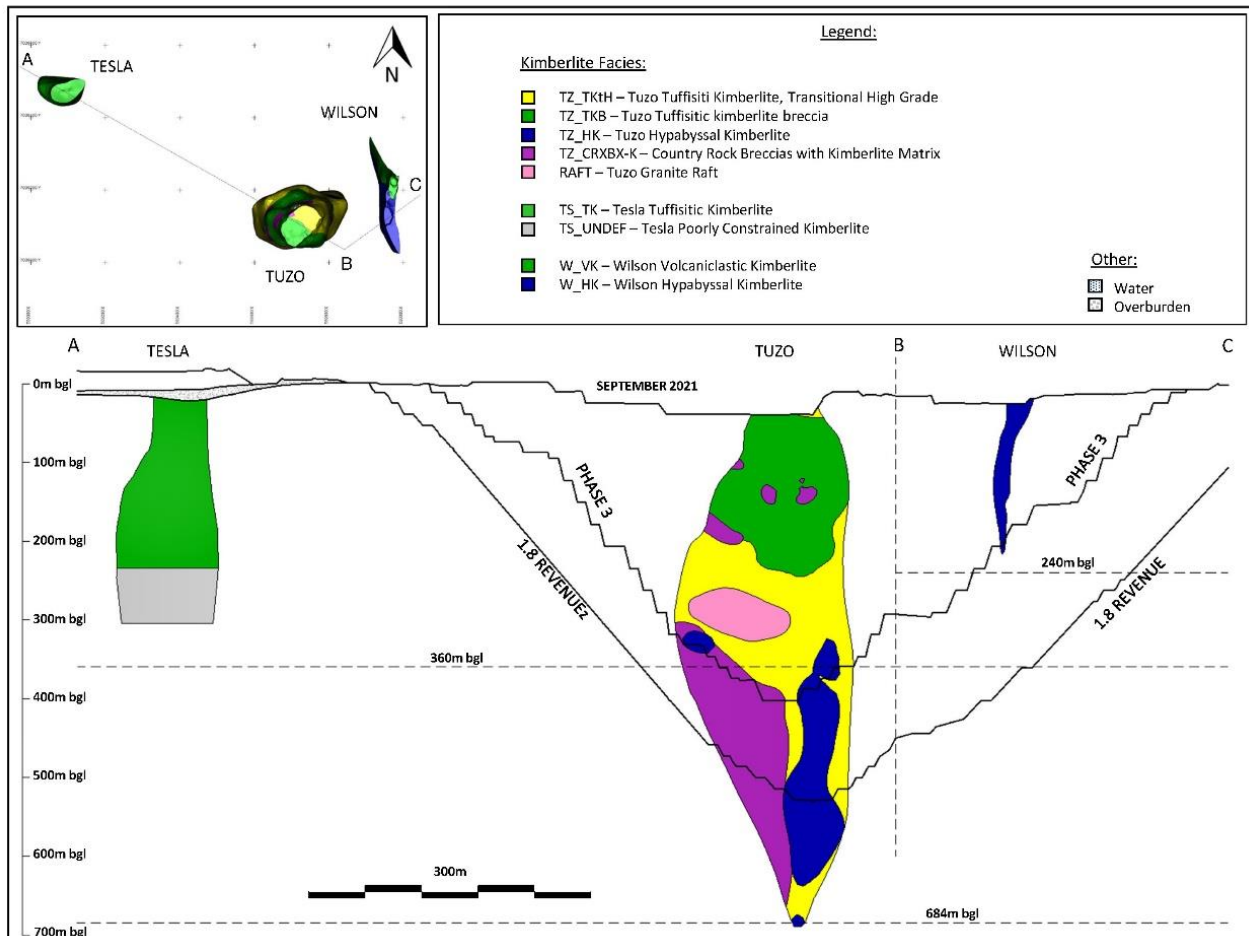 A
TESLA
N
WILSON
C
TUZO
B
Legend:
Kimberlite Facies:
TZ_TKtH – Tuzo Tuffisiti Kimberlite, Transitional High Grade
TZ_TKB – Tuzo Tuffisitic kimberlite breccia
TZ_HK – Tuzo Hypabyssal Kimberlite
TZ_CRXBX-K – Country Rock Breccias with Kimberlite Matrix
RAFT – Tuzo Granite Raft
TS_TK – Tesla Tuffisitic Kimberlite
TS_UNDEF – Tesla Poorly Constrained Kimberlite
W_VK – Wilson Volcaniclastic Kimberlite
W_HK – Wilson Hypabyssal Kimberlite
Other:
Water
Overburden
A TESLA TUZO B WILSON C
0m bgl
SEPTEMBER 2021
100m bgl
PHASE 3
PHASE 3
200m bgl
1.8 REVENUEz
240m bgl
1.8 REVENUE
300m bgl
360m bgl
400m bgl
500m bgl
600m bgl
300m
684m bgl
700m bgl